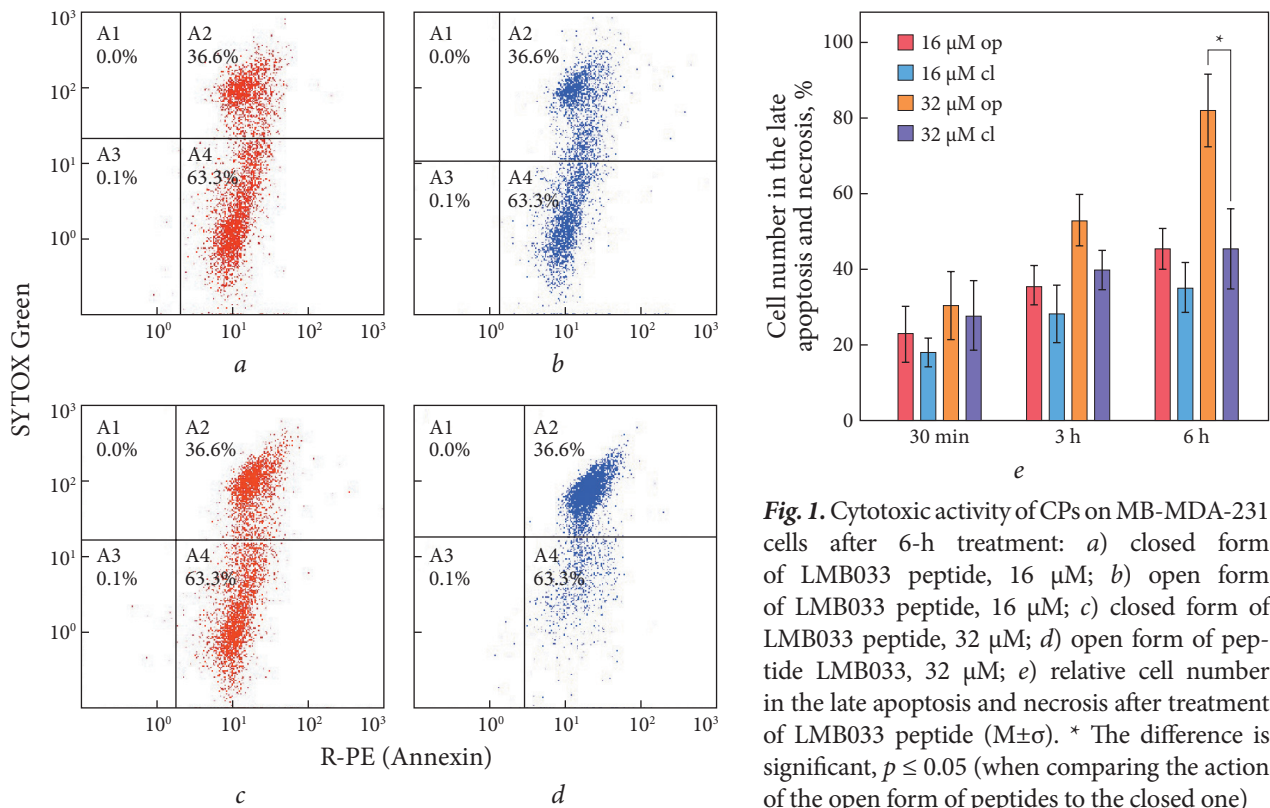 SYTOX Green
10³
10²
10¹
10⁰
A1
0.0%
A2
36.6%
A3
0.1%
A4
63.3%
10⁰ 10¹ 10² 10³
a
A1
0.0%
A2
36.6%
A3
0.1%
A4
63.3%
10⁰ 10¹ 10² 10³
b
10³
10²
10¹
10⁰
A1
0.0%
A2
36.6%
A3
0.1%
A4
63.3%
10⁰ 10¹ 10² 10³
A1
0.0%
A2
36.6%
A3
0.1%
A4
63.3%
10⁰ 10¹ 10² 10³
R-PE (Annexin)
c
d
Cell number in the late
apoptosis and necrosis, %
100
80
60
40
20
0
16 μM op
16 μM cl
32 μM op
32 μM cl
*
30 min 3 h 6 h
e
Fig. 1. Cytotoxic activity of CPs on MB-MDA-231
cells after 6-h treatment: a) closed form
of LMB033 peptide, 16 μM; b) open form
of LMB033 peptide, 16 μM; c) closed form of
LMB033 peptide, 32 μM; d) open form of pep-
tide LMB033, 32 μM; e) relative cell number
in the late apoptosis and necrosis after treatment
of LMB033 peptide (M±σ). * The difference is
significant, p ≤ 0.05 (when comparing the action
of the open form of peptides to the closed one)